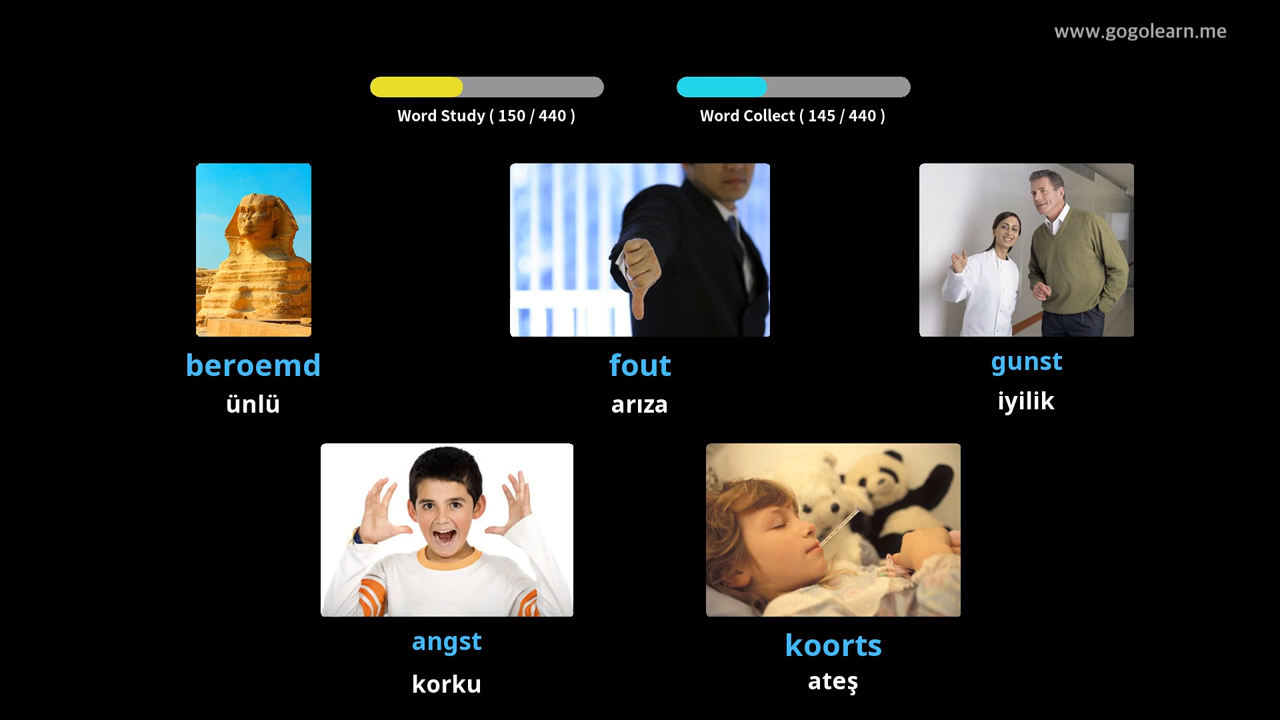 www.gogolearn.me
Word Study ( 150 / 440 )
Word Collect ( 145 / 440 )
beroemd
ünlü
fout
arıza
gunst
iyilik
angst
korku
koorts
ateş